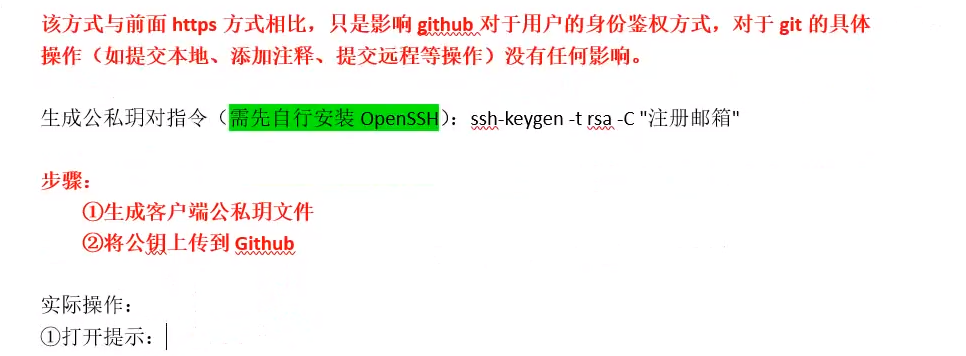 该方式与前面 https 方式相比，只是影响 github 对于用户的身份鉴权方式，对于 git 的具体
操作（如提交本地、添加注释、提交远程等操作）没有任何影响。
生成公私玥对指令（需先自行安装 OpenSSH）：ssh-keygen -t rsa -C "注册邮箱"
步骤：
①生成客户端公私玥文件
②将公钥上传到 Github
实际操作：
①打开提示：